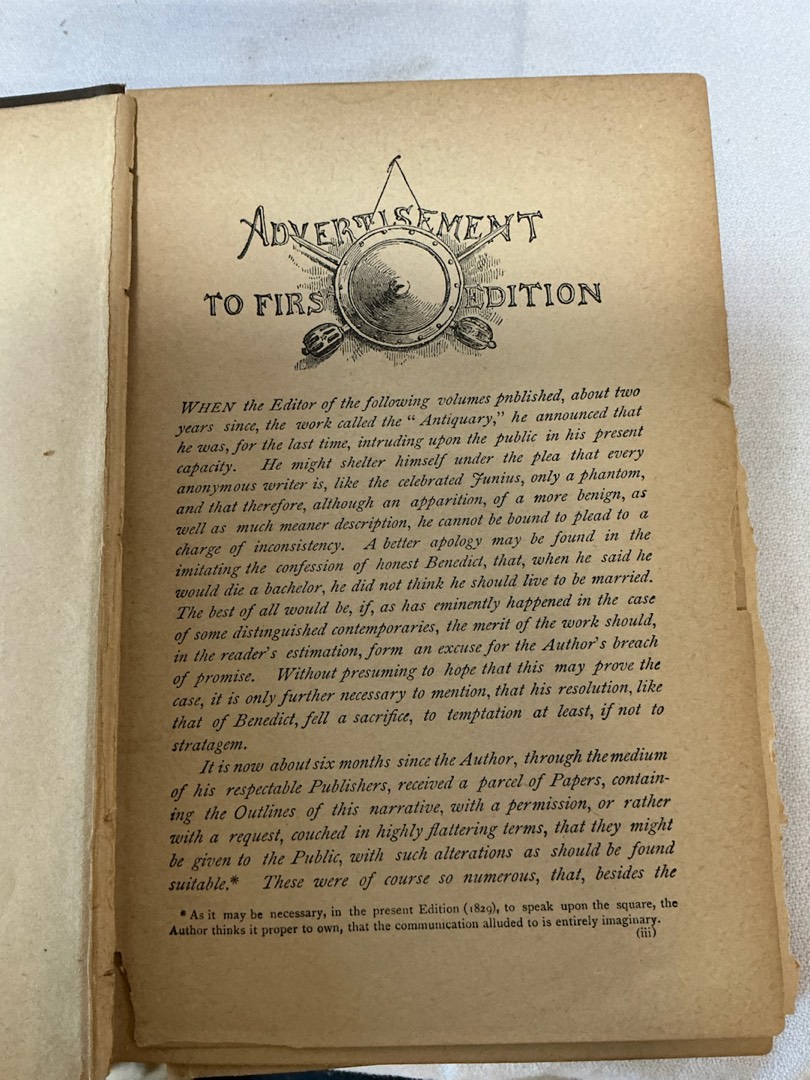 ADVERTISEMENT
TO FIRST EDITION
WHEN the Editor of the following volumes pnblished, about two
years since, the work called the “Antiquary,” he announced that
he was, for the last time, intruding upon the public in his present
capacity. He might shelter himself under the plea that every
anonymous writer is, like the celebrated Junius, only a phantom,
and that therefore, although an apparition, of a more benign, as
well as much meaner description, he cannot be bound to plead to a
charge of inconsistency. A better apology may be found in the
imitating the confession of honest Benedict, that, when he said he
would die a bachelor, he did not think he should live to be married.
The best of all would be, if, as has eminently happened in the case
of some distinguished contemporaries, the merit of the work should,
in the reader's estimation, form an excuse for the Author's breach
of promise. Without presuming to hope that this may prove the
case, it is only further necessary to mention, that his resolution, like
that of Benedict, fell a sacrifice, to temptation at least, if not to
stratagem.
It is now about six months since the Author, through the medium
of his respectable Publishers, received a parcel of Papers, contain-
ing the Outlines of this narrative, with a permission, or rather
with a request, couched in highly flattering terms, that they might
be given to the Public, with such alterations as should be found
suitable.* These were of course so numerous, that, besides the
* As it may be necessary, in the present Edition (1829), to speak upon the square, the
Author thinks it proper to own, that the communication alluded to is entirely imaginary.
(iii)